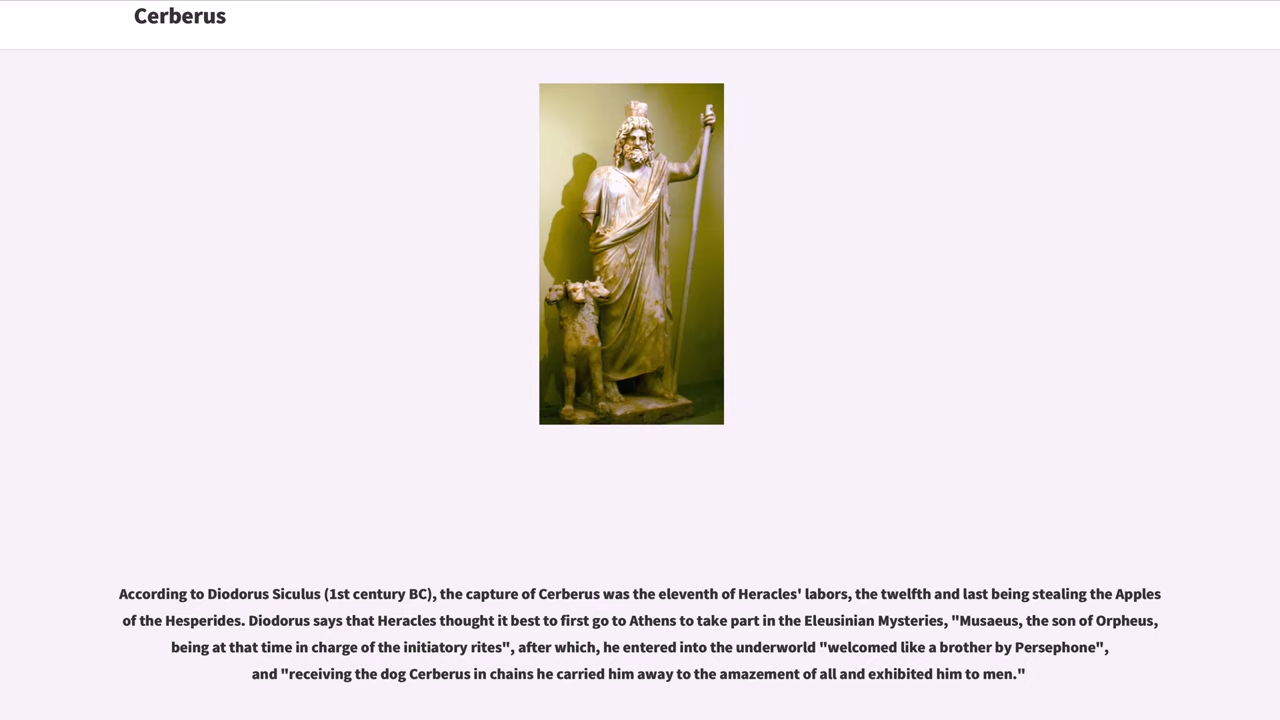 Cerberus
According to Diodorus Siculus (1st century BC), the capture of Cerberus was the eleventh of Heracles' labors, the twelfth and last being stealing the Apples
of the Hesperides. Diodorus says that Heracles thought it best to first go to Athens to take part in the Eleusinian Mysteries, "Musaeus, the son of Orpheus,
being at that time in charge of the initiatory rites", after which, he entered into the underworld "welcomed like a brother by Persephone",
and "receiving the dog Cerberus in chains he carried him away to the amazement of all and exhibited him to men."